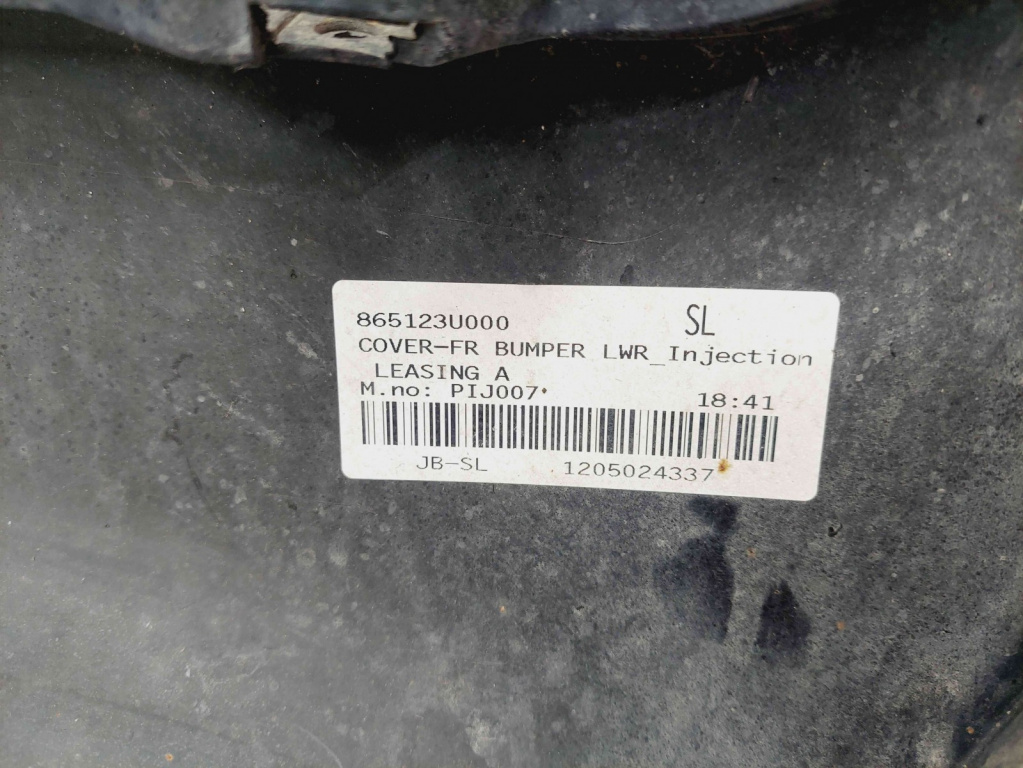 865123U000 SL
COVER-FR BUMPER LWR_Injection
LEASING A
M.no: PIJ007 18:41
JB-SL 1205024337